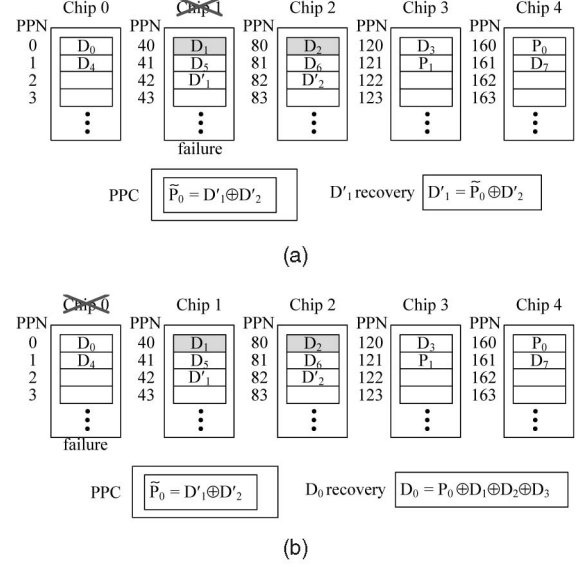 Chip 0 Chip 1 Chip 2 Chip 3 Chip 4
PPN PPN PPN PPN PPN
0 D₀ 40 D₁ 80 D₂ 120 D₃ 160 P₀
1 D₄ 41 D₅ 81 D₆ 121 P₁ 161 D₇
2 42 D′₁ 82 D′₂ 122 162
3 43 83 123 163
failure
PPC P̃₀ = D′₁⊕D′₂ D′₁ recovery D′₁ = P̃₀⊕D′₂
(a)
Chip 0 Chip 1 Chip 2 Chip 3 Chip 4
PPN PPN PPN PPN PPN
0 D₀ 40 D₁ 80 D₂ 120 D₃ 160 P₀
1 D₄ 41 D₅ 81 D₆ 121 P₁ 161 D₇
2 42 D′₁ 82 D′₂ 122 162
3 43 83 123 163
failure
PPC P̃₀ = D′₁⊕D′₂ D₀ recovery D₀ = P₀⊕D₁⊕D₂⊕D₃
(b)